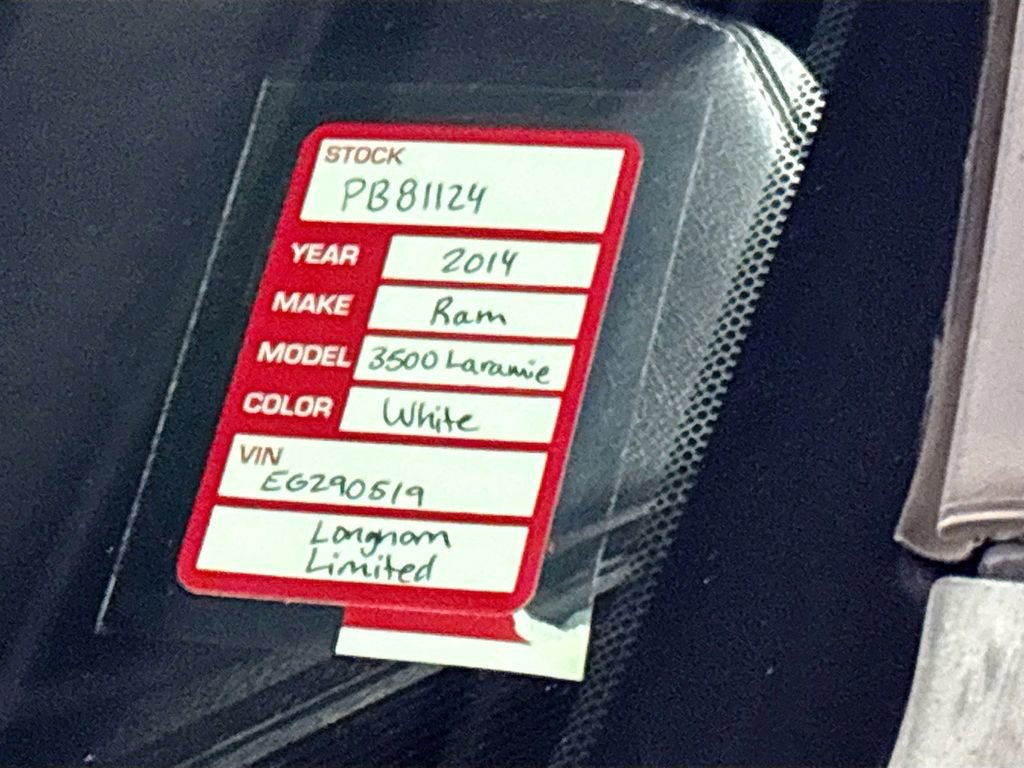 STOCK
PB81124
YEAR 2014
MAKE Ram
MODEL 3500 Laramie
COLOR White
VIN
EG290519
Longhorn
Limited